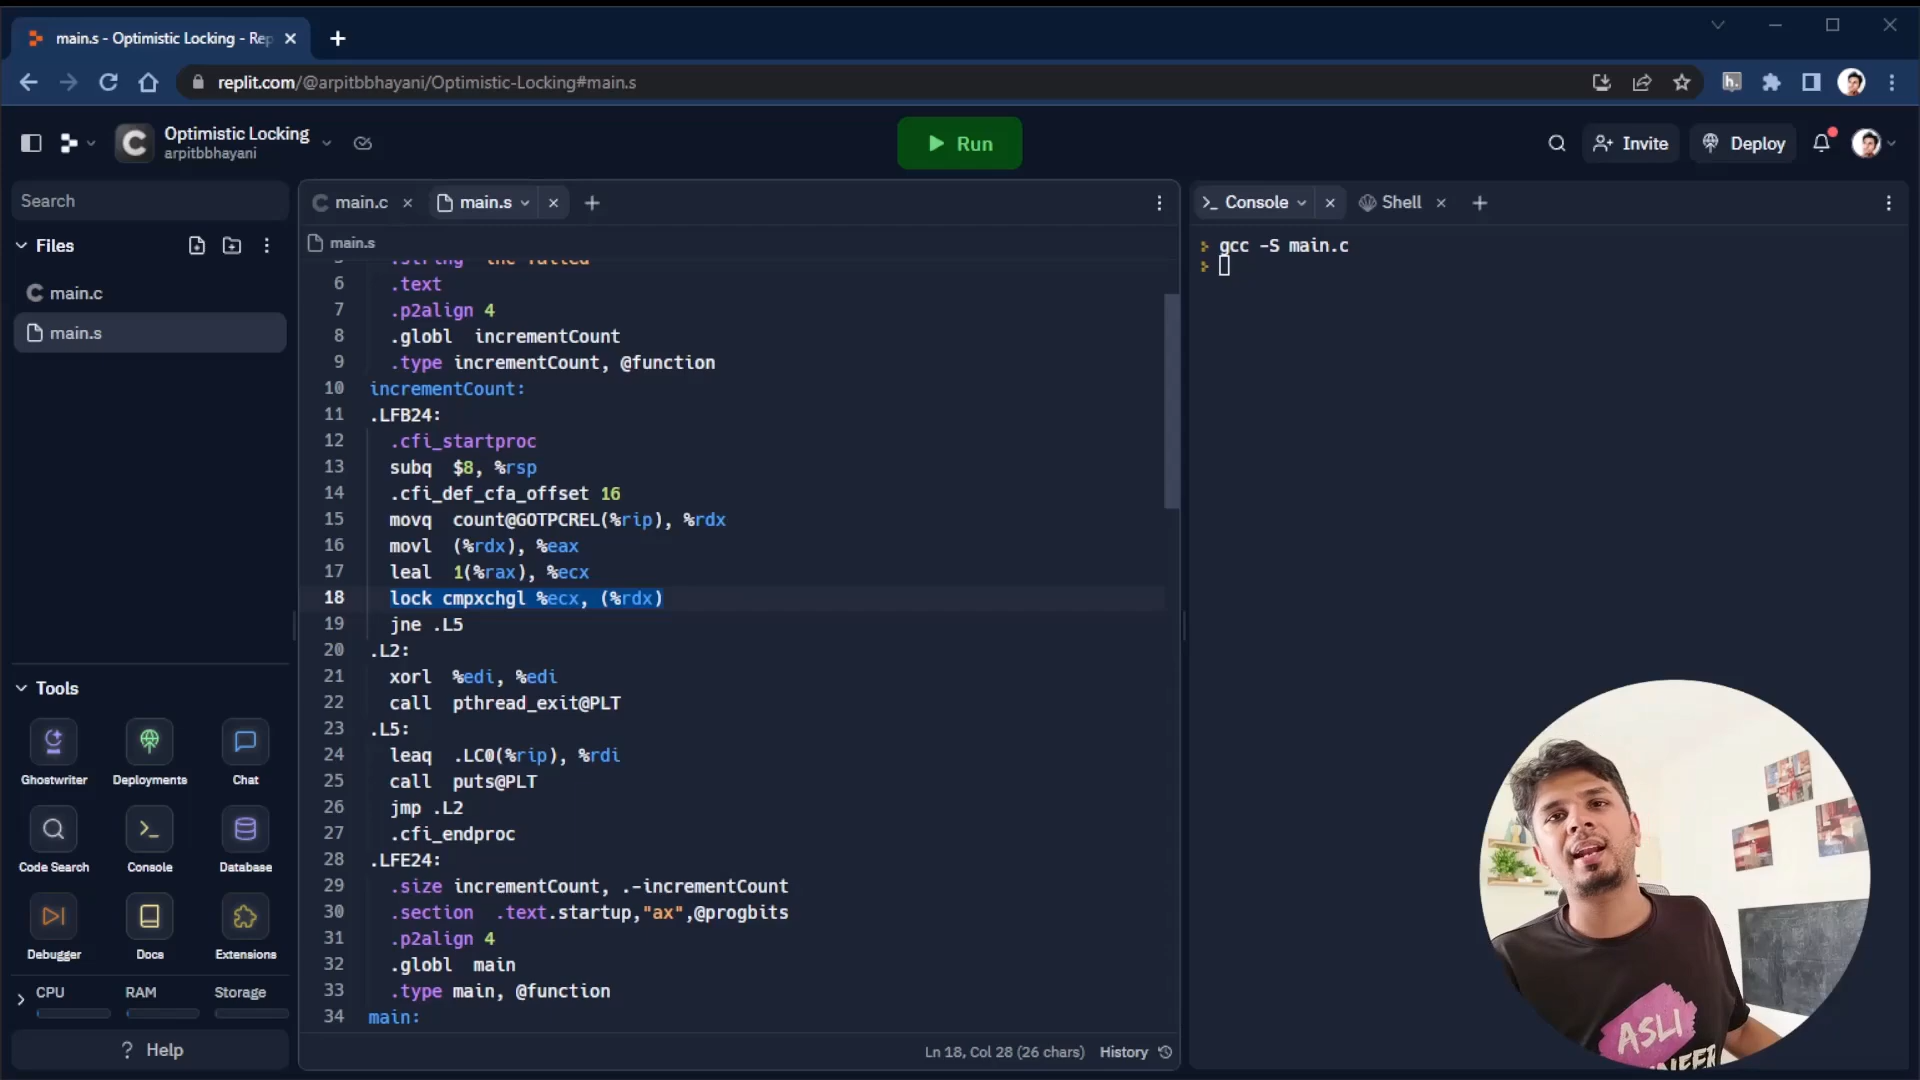 main.s - Optimistic Locking - Rep
replit.com/@arpitbbhayani/Optimistic-Locking#main.s
h.
C
Optimistic Locking
arpitbbhayani
Run
Invite
Deploy
Search
Files
C main.c
main.s
Tools
Ghostwriter
Deployments
Chat
Code Search
Console
Database
Debugger
Docs
Extensions
CPU
RAM
Storage
? Help
C main.c
main.s
main.s
6 .text
7 .p2align 4
8 .globl incrementCount
9 .type incrementCount, @function
10 incrementCount:
11 .LFB24:
12 .cfi_startproc
13 subq $8, %rsp
14 .cfi_def_cfa_offset 16
15 movq count@GOTPCREL(%rip), %rdx
16 movl (%rdx), %eax
17 leal 1(%rax), %ecx
18 lock cmpxchgl %ecx, (%rdx)
19 jne .L5
20 .L2:
21 xorl %edi, %edi
22 call pthread_exit@PLT
23 .L5:
24 leaq .LC0(%rip), %rdi
25 call puts@PLT
26 jmp .L2
27 .cfi_endproc
28 .LFE24:
29 .size incrementCount, .-incrementCount
30 .section .text.startup,"ax",@progbits
31 .p2align 4
32 .globl main
33 .type main, @function
34 main:
Ln 18, Col 28 (26 chars)
History
Console
Shell
gcc -S main.c
ASLI